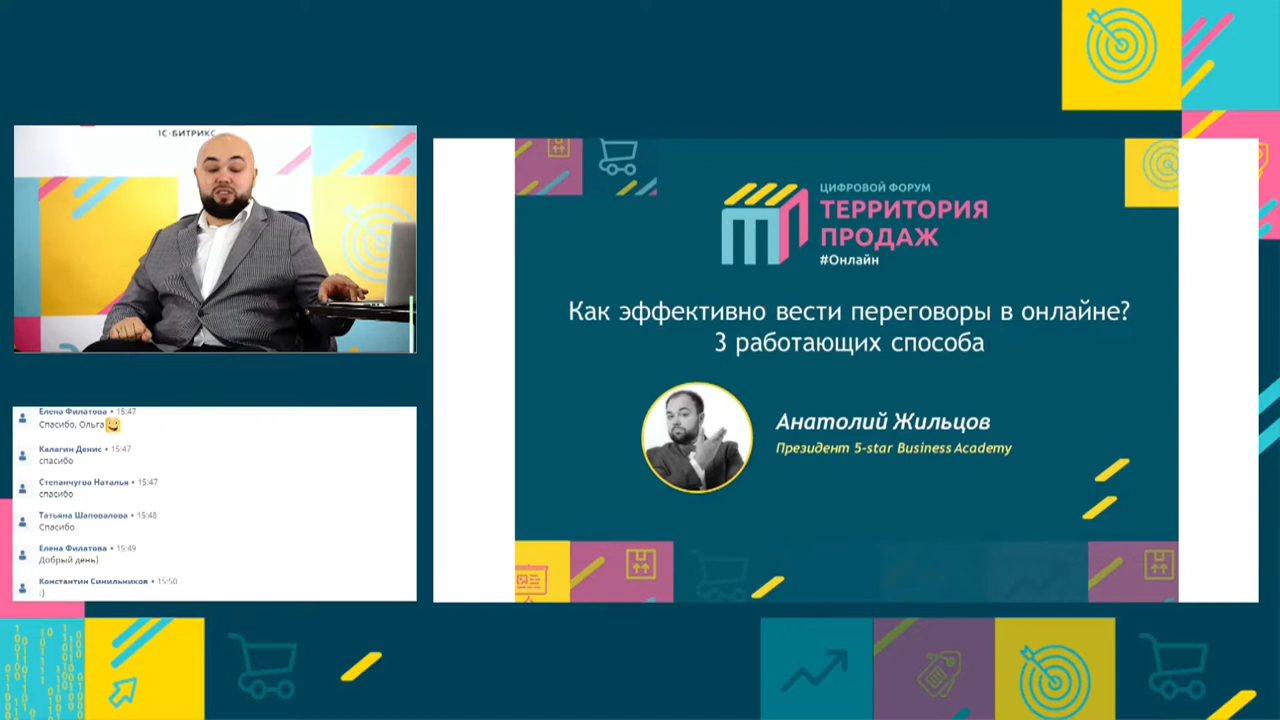 1С-БИТРИКС
ЦИФРОВОЙ ФОРУМ
ТЕРРИТОРИЯ
ПРОДАЖ
#Онлайн
Как эффективно вести переговоры в онлайне?
3 работающих способа
Анатолий Жильцов
Президент 5-star Business Academy
Елена Филатова • 15:47
Спасибо, Ольга
Калагин Денис • 15:47
спасибо
Степанчугва Наталья • 15:47
спасибо
Татьяна Шаповалова • 15:48
Спасибо
Елена Филатова • 15:49
Добрый день)
Константин Синильников • 15:50
:)